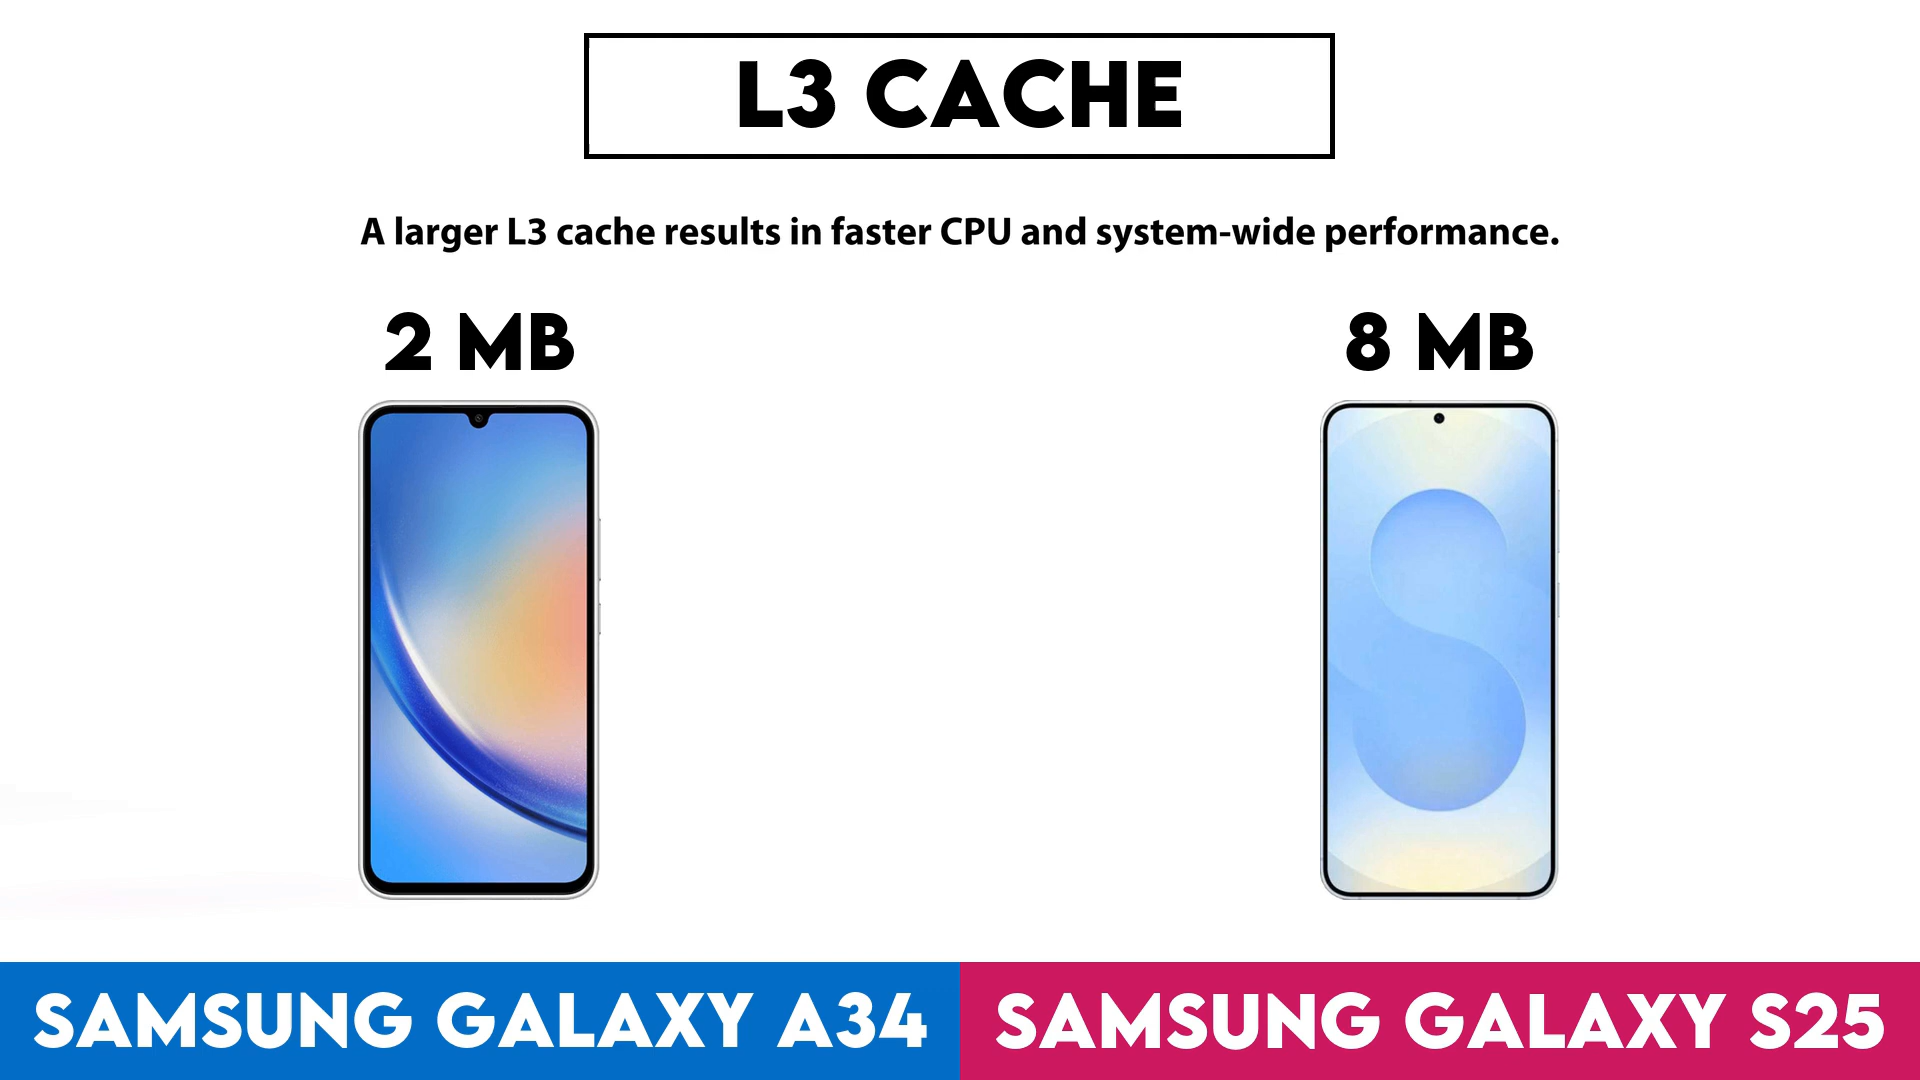 L3 CACHE
A larger L3 cache results in faster CPU and system-wide performance.
2 MB
8 MB
SAMSUNG GALAXY A34
SAMSUNG GALAXY S25